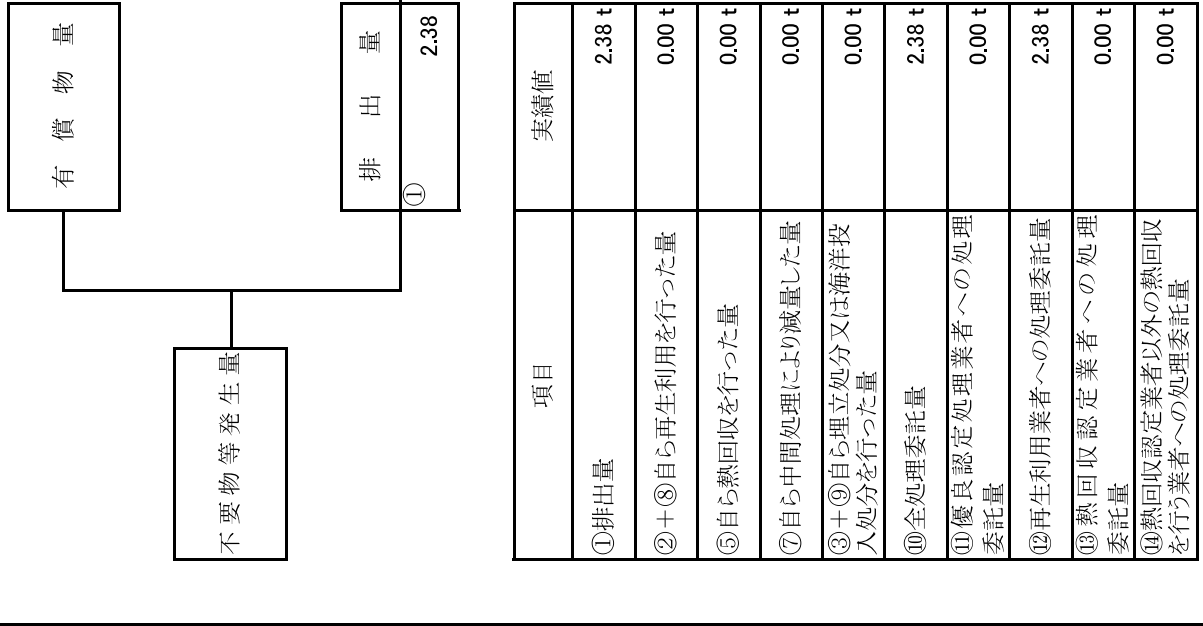 有償物量
不要物等発生量
排出量
①
2.38
項目 実績値
①排出量 2.38 t
②+⑧自ら再生利用を行った量 0.00 t
⑤自ら熱回収を行った量 0.00 t
⑦自ら中間処理により減量した量 0.00 t
③+⑨自ら埋立処分又は海洋投
入処分を行った量 0.00 t
⑩全処理委託量 2.38 t
⑪優良認定処理業者への処理
委託量 0.00 t
⑫再生利用業者への処理委託量 2.38 t
⑬熱回収認定業者への処理
委託量 0.00 t
⑭熱回収認定業者以外の熱回収
を行う業者への処理委託量 0.00 t